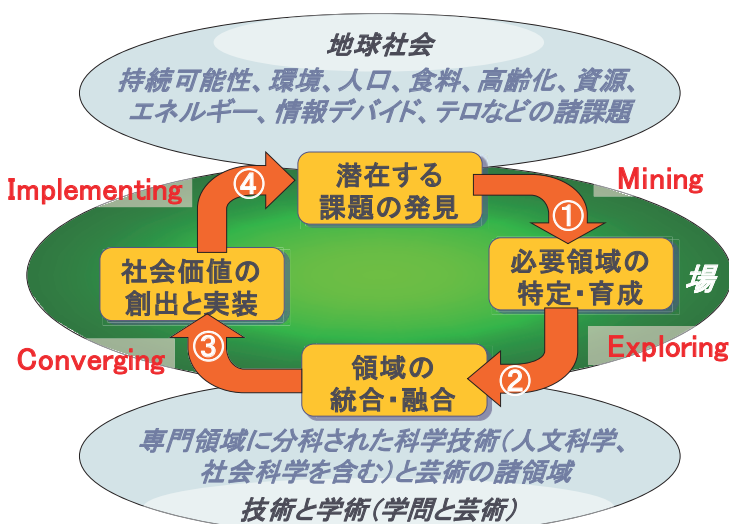 地球社会
持続可能性、環境、人口、食料、高齢化、資源、
エネルギー、情報デバイド、テロなどの諸課題
Implementing
④
潜在する
課題の発見
Mining
①
社会価値の
創出と実装
必要領域の
特定・育成
場
Converging
③
領域の
統合・融合
②
Exploring
専門領域に分科された科学技術（人文科学、
社会科学を含む）と芸術の諸領域
技術と学術（学問と芸術）